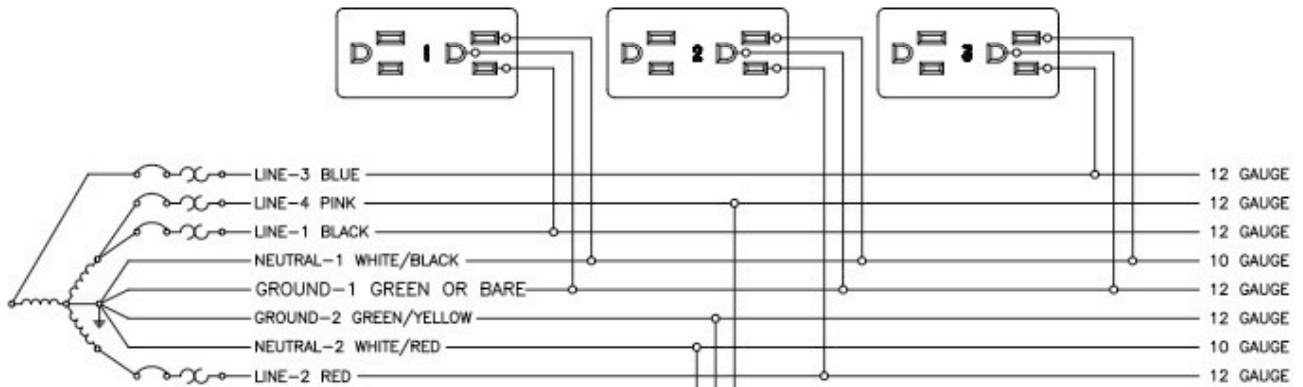 1 2 3
LINE-3 BLUE 12 GAUGE
LINE-4 PINK 12 GAUGE
LINE-1 BLACK 12 GAUGE
NEUTRAL-1 WHITE/BLACK 10 GAUGE
GROUND-1 GREEN OR BARE 12 GAUGE
GROUND-2 GREEN/YELLOW 12 GAUGE
NEUTRAL-2 WHITE/RED 10 GAUGE
LINE-2 RED 12 GAUGE